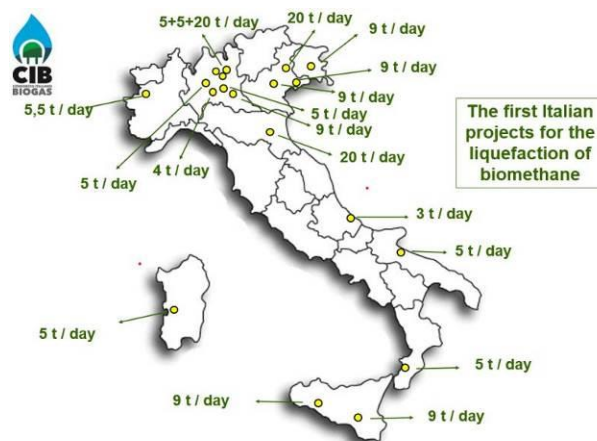 CIB
BIOGAS
5+5+20 t / day
20 t / day
9 t / day
9 t / day
9 t / day
5 t / day
9 t / day
5,5 t / day
4 t / day
5 t / day
20 t / day
The first Italian
projects for the
liquefaction of
biomethane
3 t / day
5 t / day
5 t / day
5 t / day
9 t / day
9 t / day